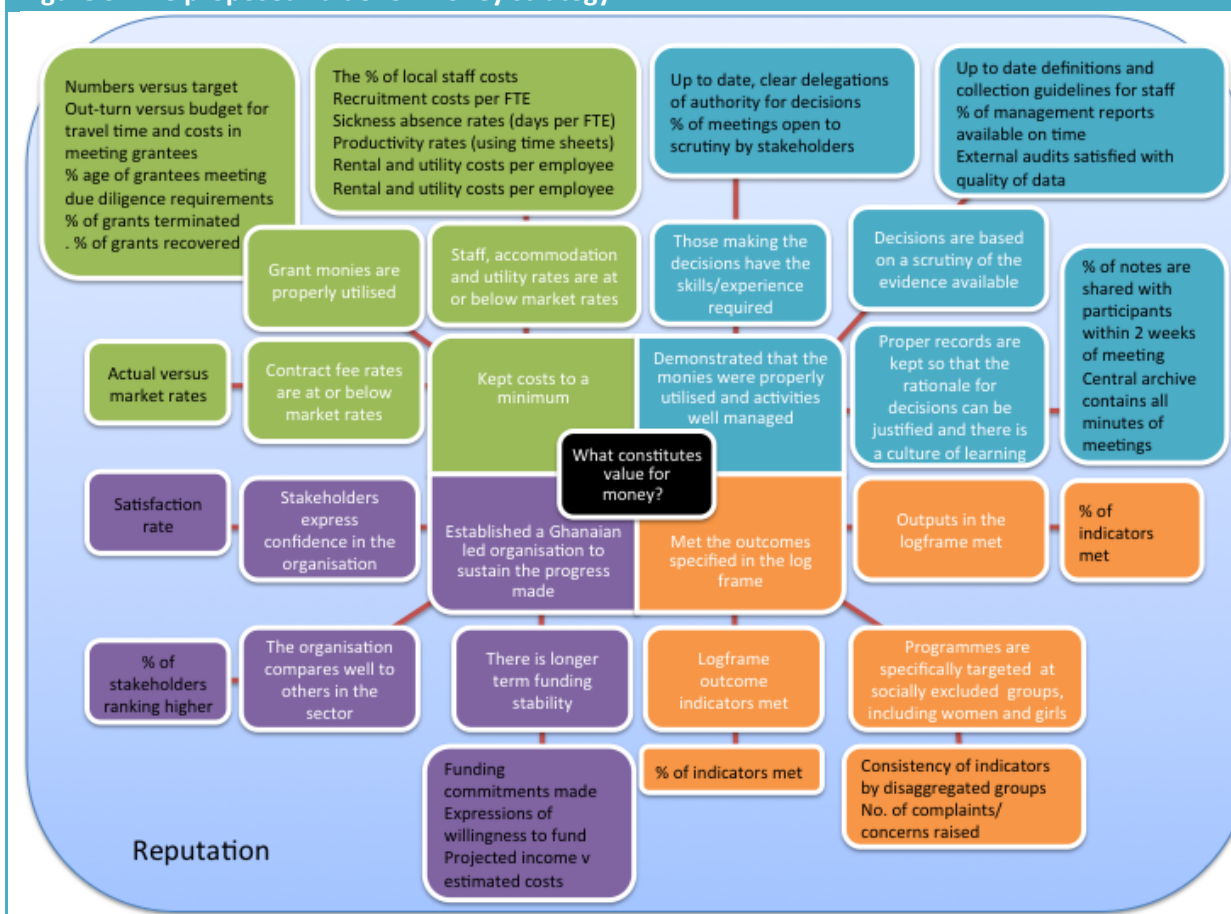 Numbers versus target
Out-turn versus budget for
travel time and costs in
meeting grantees
% age of grantees meeting
due diligence requirements
% of grants terminated
. % of grants recovered
The % of local staff costs
Recruitment costs per FTE
Sickness absence rates (days per FTE)
Productivity rates (using time sheets)
Rental and utility costs per employee
Rental and utility costs per employee
Up to date, clear delegations
of authority for decisions
% of meetings open to
scrutiny by stakeholders
Up to date definitions and
collection guidelines for staff
% of management reports
available on time
External audits satisfied with
quality of data
Grant monies are
properly utilised
Staff, accommodation
and utility rates are at
or below market rates
Those making the
decisions have the
skills/experience
required
Decisions are based
on a scrutiny of the
evidence available
% of notes are
shared with
participants
within 2 weeks
of meeting
Central archive
contains all
minutes of
meetings
Actual versus
market rates
Contract fee rates
are at or below
market rates
Kept costs to a
minimum
Demonstrated that the
monies were properly
utilised and activities
well managed
Proper records are
kept so that the
rationale for
decisions can be
justified and there is
a culture of learning
What constitutes
value for
money?
Satisfaction
rate
Stakeholders
express
confidence in the
organisation
Established a Ghanaian
led organisation to
sustain the progress
made
Met the outcomes
specified in the log
frame
Outputs in the
logframe met
% of
indicators
met
% of
stakeholders
ranking higher
The organisation
compares well to
others in the
sector
There is longer
term funding
stability
Logframe
outcome
indicators met
Programmes are
specifically targeted at
socially excluded groups,
including women and girls
Funding
commitments made
Expressions of
willingness to fund
Projected income v
estimated costs
% of indicators met
Consistency of indicators
by disaggregated groups
No. of complaints/
concerns raised
Reputation